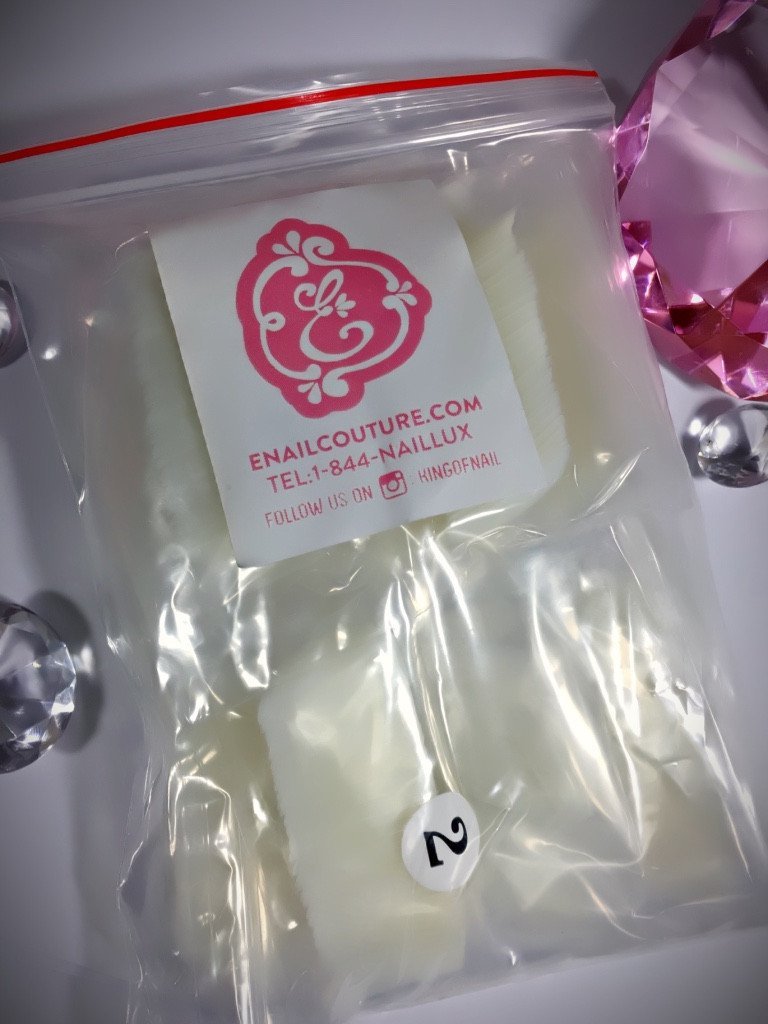 E
ENAILCOUTURE.COM
TEL:1-844-NAILLUX
FOLLOW US ON : KINGOFNAIL
2